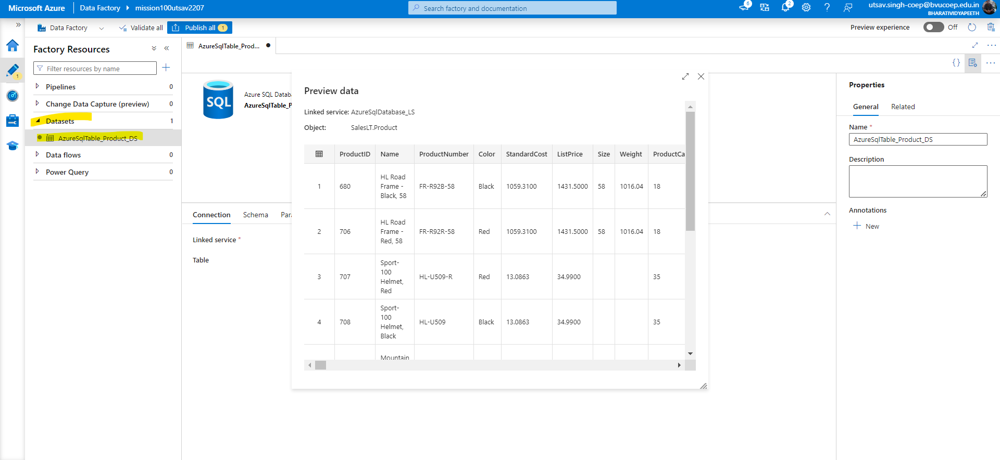 Microsoft Azure
Data Factory
mission100utsav2207
Search factory and documentation
6
2
utsav.singh-coep@bvucoep.edu.in
BHARATIVIDYAPEETH
Data Factory
Validate all
Publish all 1
Preview experience
Off
Factory Resources
Filter resources by name
1
Pipelines 0
Change Data Capture (preview) 0
Datasets 1
AzureSqlTable_Product_DS
Data flows 0
Power Query 0
AzureSqlTable_Prod...
SQL
Azure SQL Datab
AzureSqlTable_P
Connection
Schema
Par
Linked service *
Table
Preview data
Linked service: AzureSqlDatabase_LS
Object: SalesLT.Product
ProductID Name ProductNumber Color StandardCost ListPrice Size Weight ProductCa
1 680 HL Road Frame - Black, 58 FR-R92B-58 Black 1059.3100 1431.5000 58 1016.04 18
2 706 HL Road Frame - Red, 58 FR-R92R-58 Red 1059.3100 1431.5000 58 1016.04 18
3 707 Sport-100 Helmet, Red HL-U509-R Red 13.0863 34.9900 35
4 708 Sport-100 Helmet, Black HL-U509 Black 13.0863 34.9900 35
Mountain
Properties
General
Related
Name *
AzureSqlTable_Product_DS
Description
Annotations
New